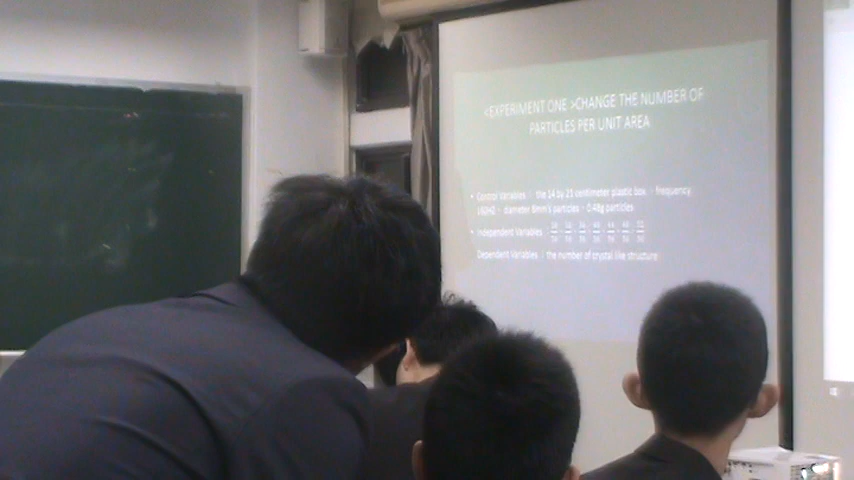 <EXPERIMENT ONE >CHANGE THE NUMBER OF
PARTICLES PER UNIT AREA
• Control Variables : the 14 by 21 centimeter plastic box 、 frequency
diameter 6mm's particles 、 0.48g particles
• Independent Variables :
Dependent Variables : the number of crystal like structure